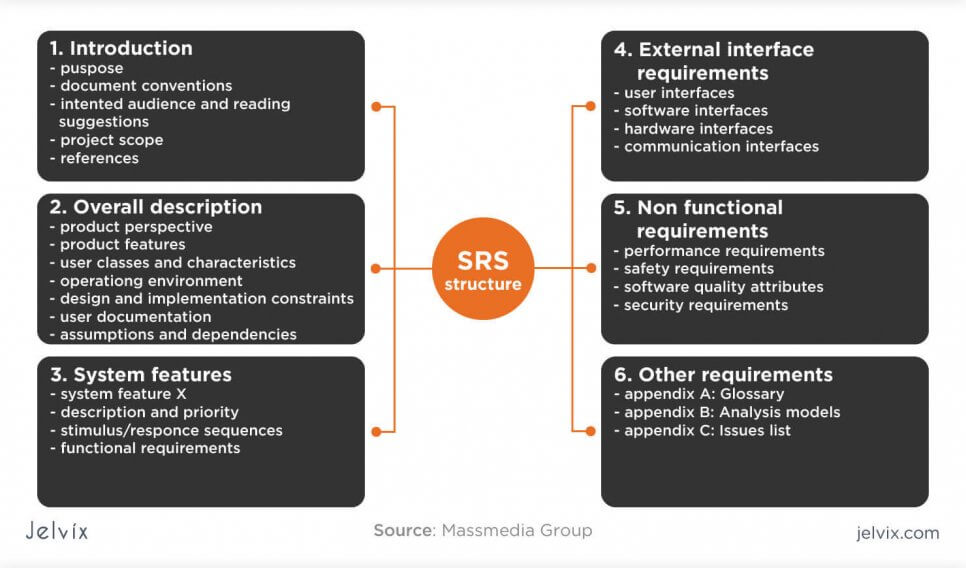 1. Introduction
- puspose
- document conventions
- intented audience and reading
suggestions
- project scope
- references
2. Overall description
- product perspective
- product features
- user classes and characteristics
- operationg environment
- design and implementation constraints
- user documentation
- assumptions and dependencies
3. System features
- system feature X
- description and priority
- stimulus/responce sequences
- functional requirements
SRS
structure
4. External interface
requirements
- user interfaces
- software interfaces
- hardware interfaces
- communication interfaces
5. Non functional
requirements
- performance requirements
- safety requirements
- software quality attributes
- security requirements
6. Other requirements
- appendix A: Glossary
- appendix B: Analysis models
- appendix C: Issues list
Jelvix
Source: Massmedia Group
jelvix.com